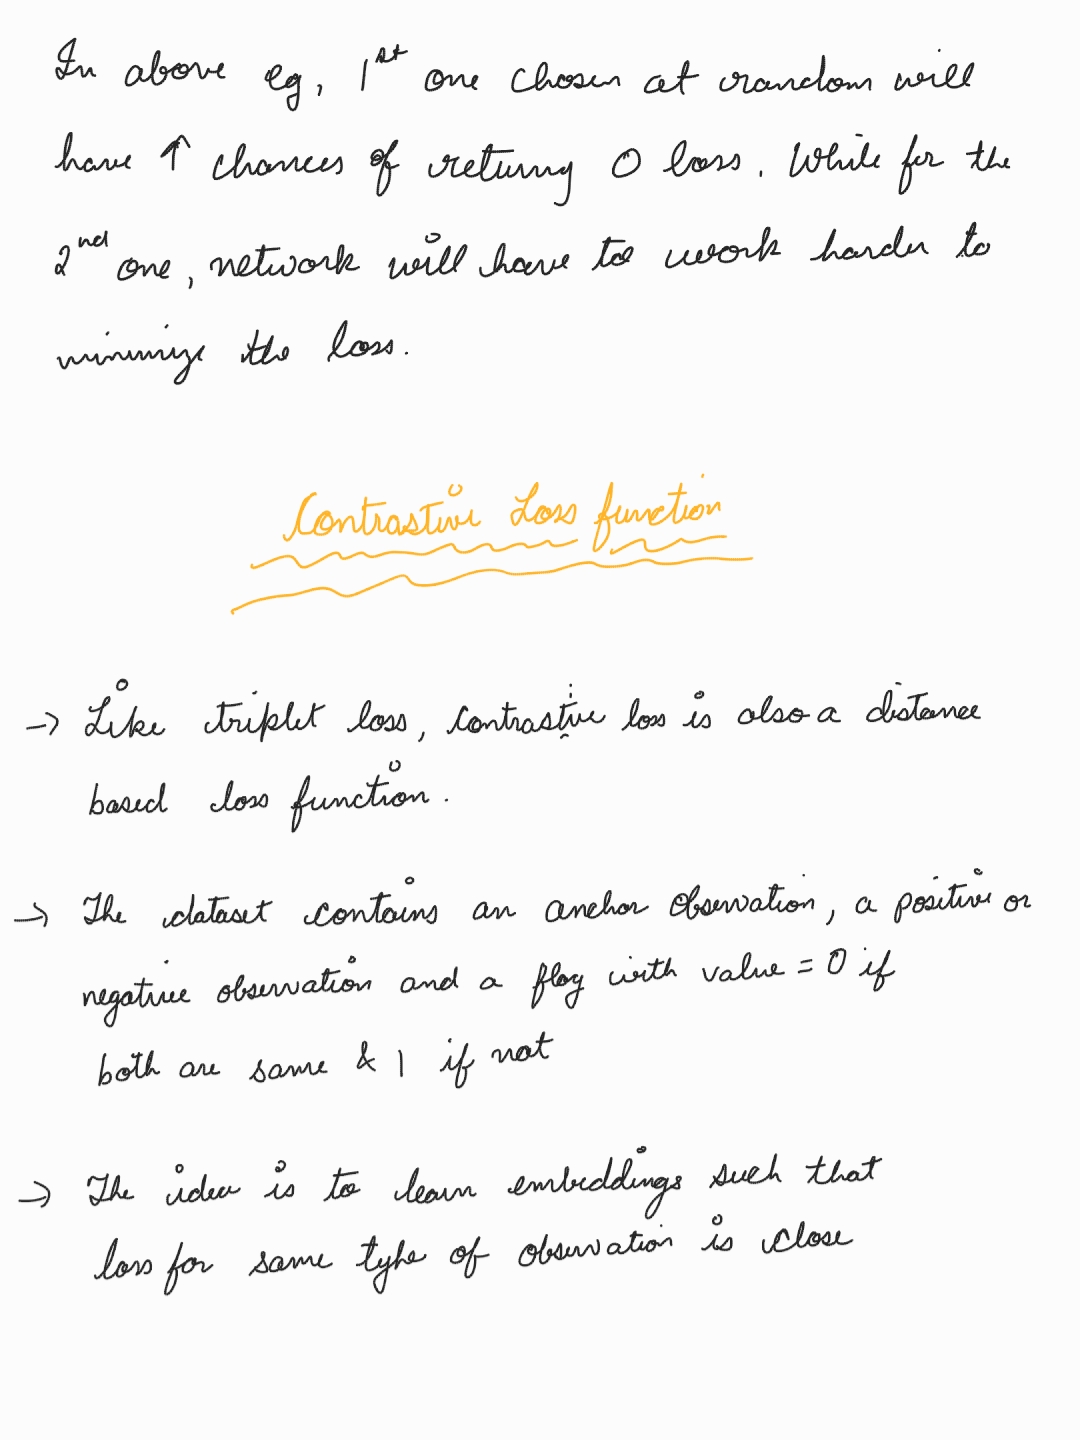 In above eg, 1st one chosen at random will
have ↑ chances of returning 0 loss. While for the
2nd one, network will have to work harder to
minimize the loss.
Contrastive Loss function
→ Like triplet loss, contrastive loss is also a distance
based loss function.
→ The dataset contains an anchor observation, a positive or
negative observation and a flag with value = 0 if
both are same & 1 if not
→ The idea is to learn embeddings such that
loss for same type of observation is close